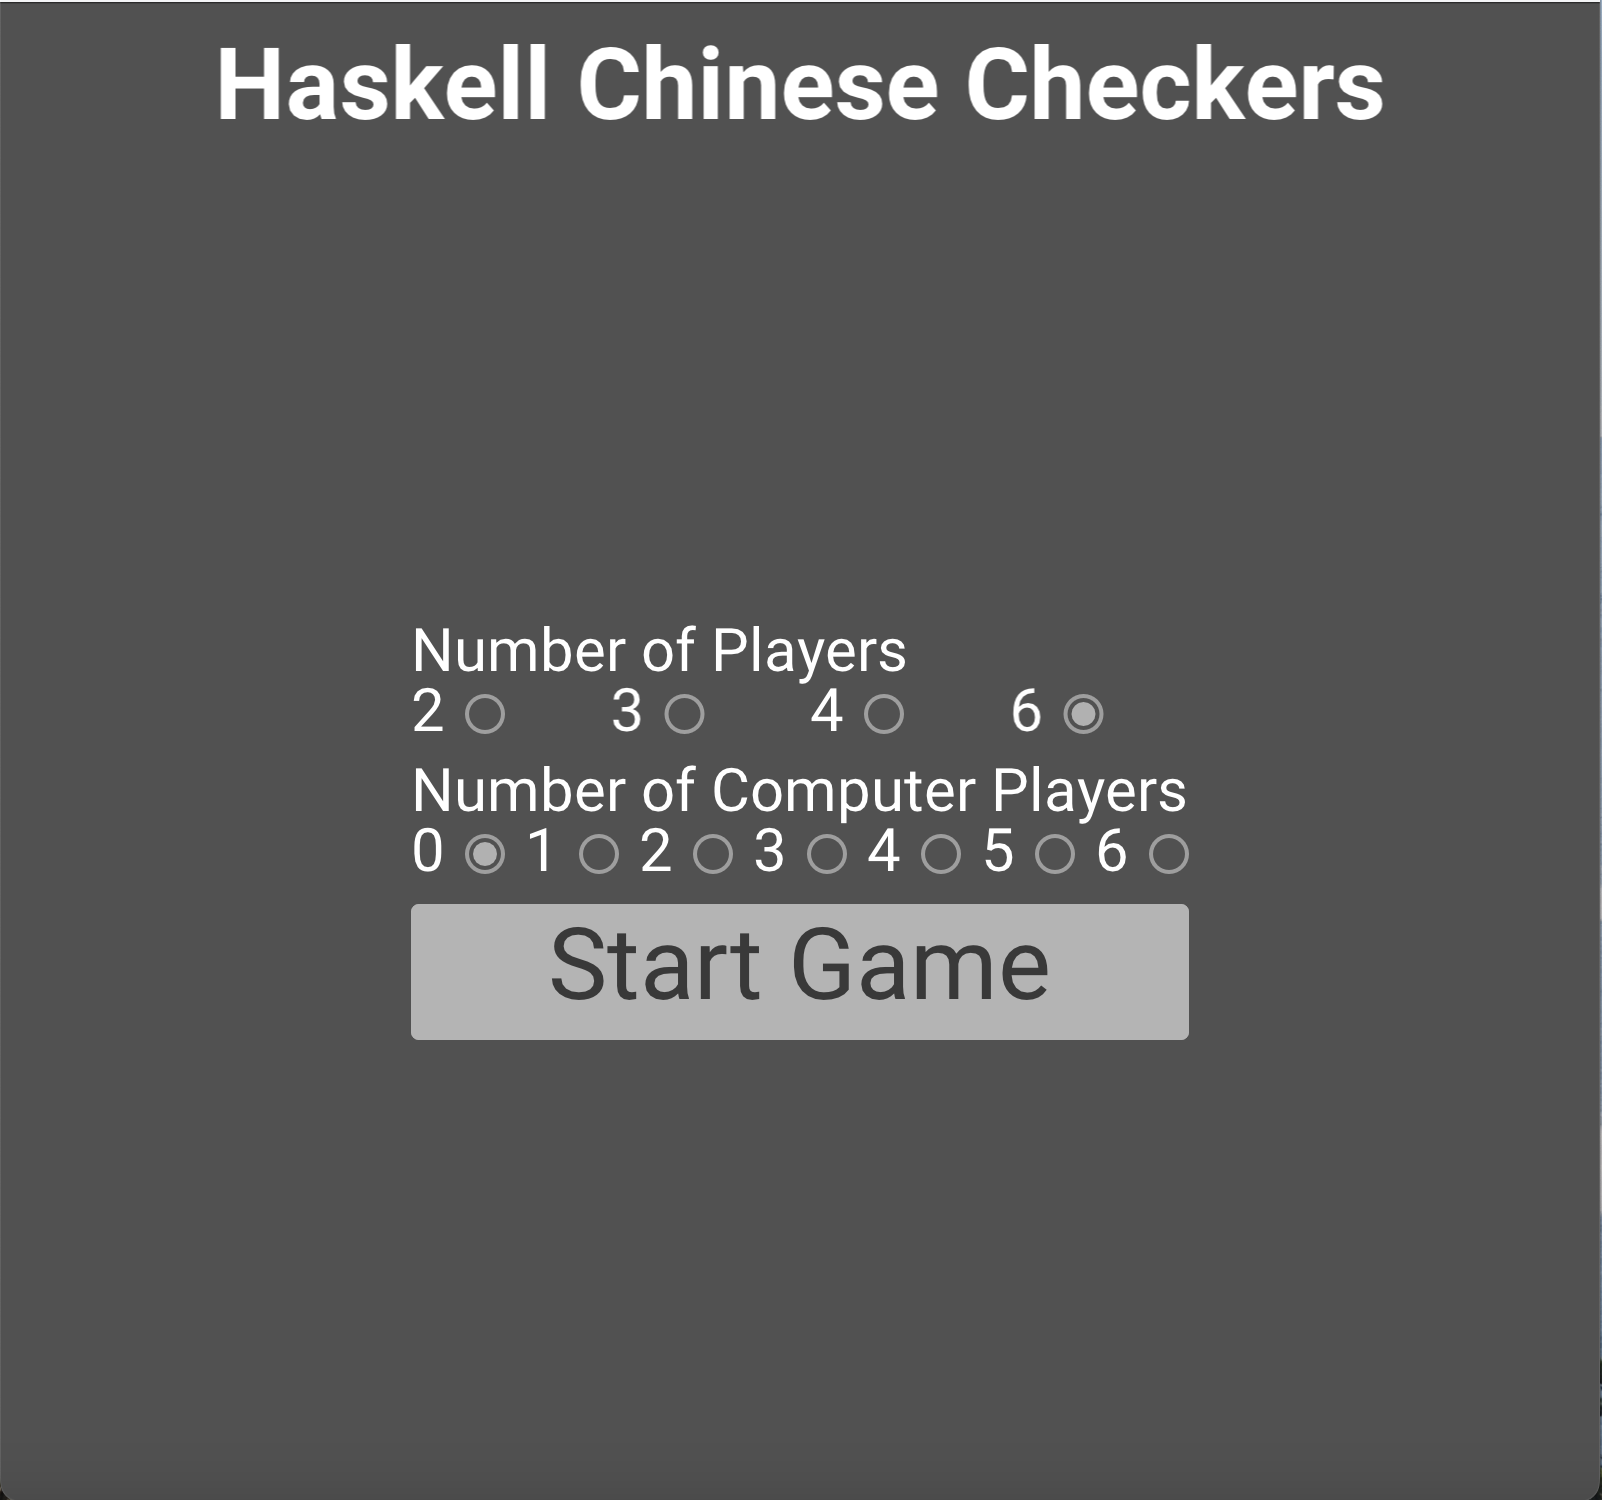 Haskell Chinese Checkers
Number of Players
2 3 4 6
Number of Computer Players
0 1 2 3 4 5 6
Start Game